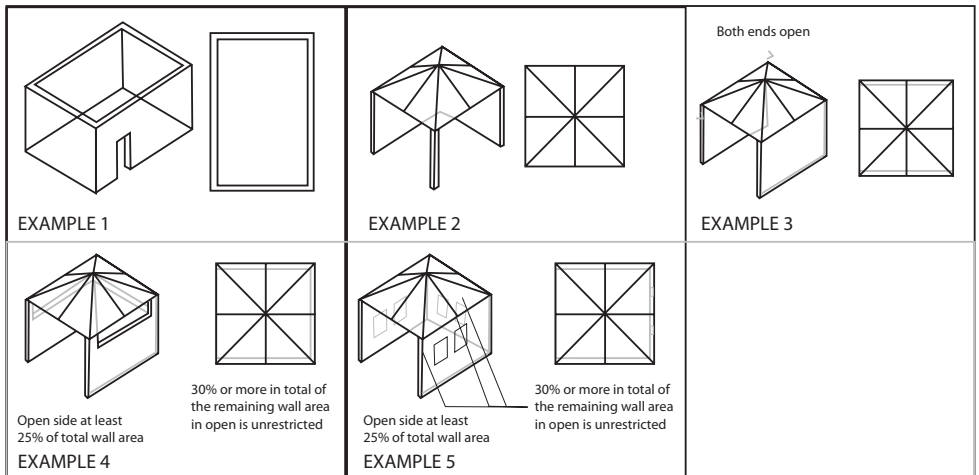 EXAMPLE 1
EXAMPLE 2
Both ends open
EXAMPLE 3
Open side at least
25% of total wall area
30% or more in total of
the remaining wall area
in open is unrestricted
EXAMPLE 4
Open side at least
25% of total wall area
30% or more in total of
the remaining wall area
in open is unrestricted
EXAMPLE 5